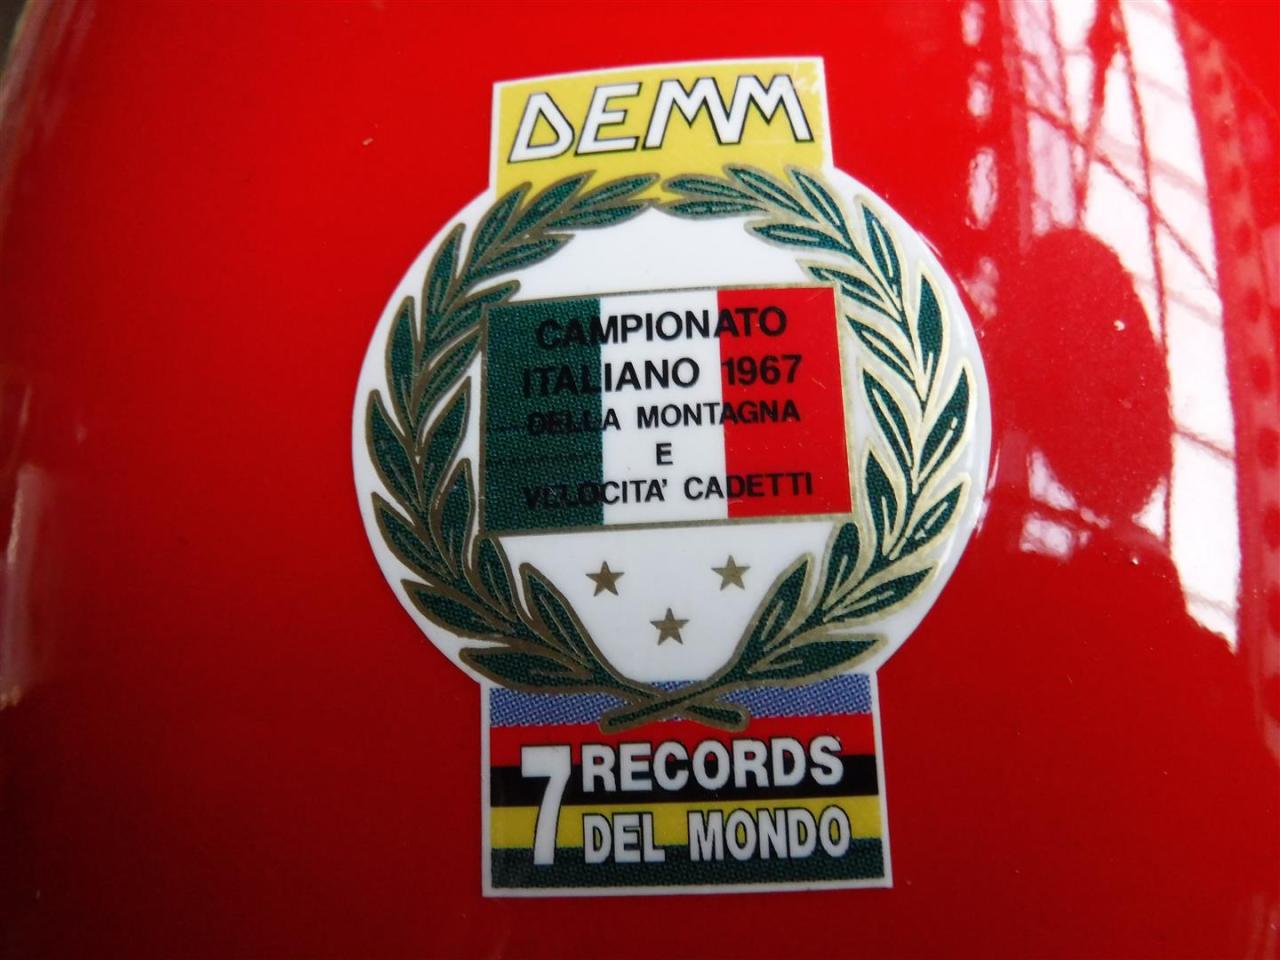 DEMM
CAMPIONATO
ITALIANO 1967
DELLA MONTAGNA
E
VELOCITA' CADETTI
7 RECORDS
DEL MONDO